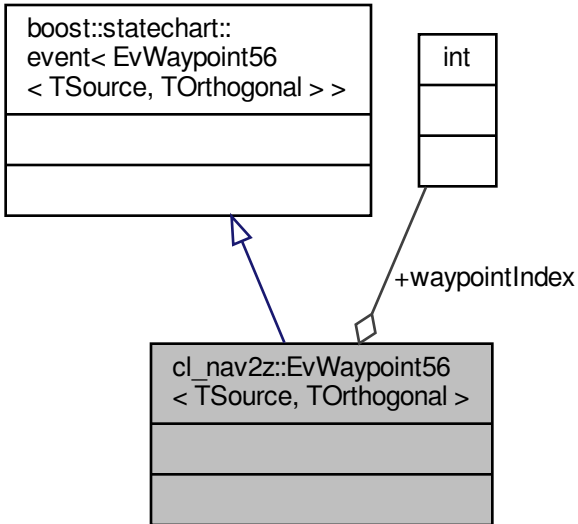 boost::statechart::
event< EvWaypoint56
< TSource, TOrthogonal > >
int
+waypointIndex
cl_nav2z::EvWaypoint56
< TSource, TOrthogonal >